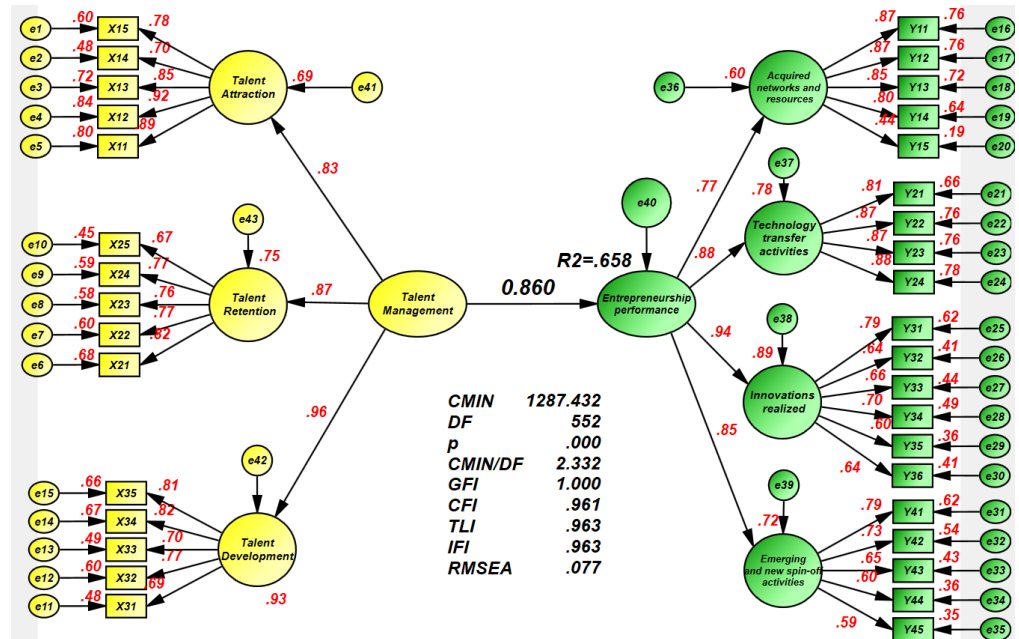 e1 .60 X15 .78
e2 .48 X14 .70
e3 .72 X13 .85
e4 .84 X12 .92
e5 .80 X11 .89
Talent
Attraction
.69 e41
.83
e10 .45 X25 .67
e9 .59 X24 .77
e8 .58 X23 .76
e7 .60 X22 .77
e6 .68 X21 .82
e43
.75
Talent
Retention
.87
Talent
Management
.96
e15 .66 X35 .81
e14 .67 X34 .82
e13 .49 X33 .70
e12 .60 X32 .77
e11 .48 X31 .69
e42
Talent
Development
.93
0.860
R2=.658
e40
Entrepreneurship
performance
CMIN 1287.432
DF 552
p .000
CMIN/DF 2.332
GFI 1.000
CFI .961
TLI .963
IFI .963
RMSEA .077
.77
.88
.94
.85
e36 .60
Acquired
networks and
resources
.87 Y11 .76 e16
.87 Y12 .76 e17
.85 Y13 .72 e18
.80 Y14 .64 e19
.44 Y15 .19 e20
e37
.78
Technology
transfer
activities
.81 Y21 .66 e21
.87 Y22 .76 e22
.87 Y23 .76 e23
.88 Y24 .78 e24
e38
.89
Innovations
realized
.79 Y31 .62 e25
.64 Y32 .41 e26
.66 Y33 .44 e27
.70 Y34 .49 e28
.60 Y35 .36 e29
.64 Y36 .41 e30
e39
.72
Emerging
and new spin-off
activities
.79 Y41 .62 e31
.73 Y42 .54 e32
.65 Y43 .43 e33
.60 Y44 .36 e34
.59 Y45 .35 e35